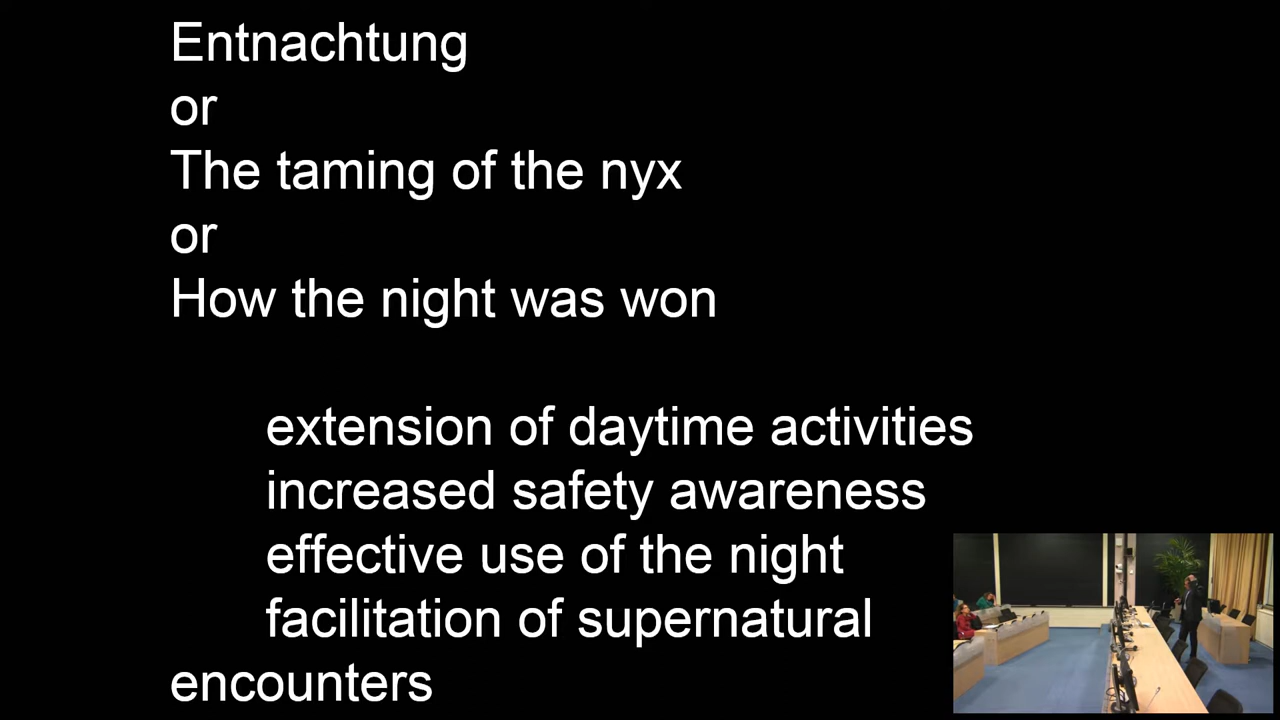 Entnachtung
or
The taming of the nyx
or
How the night was won
extension of daytime activities
increased safety awareness
effective use of the night
facilitation of supernatural
encounters